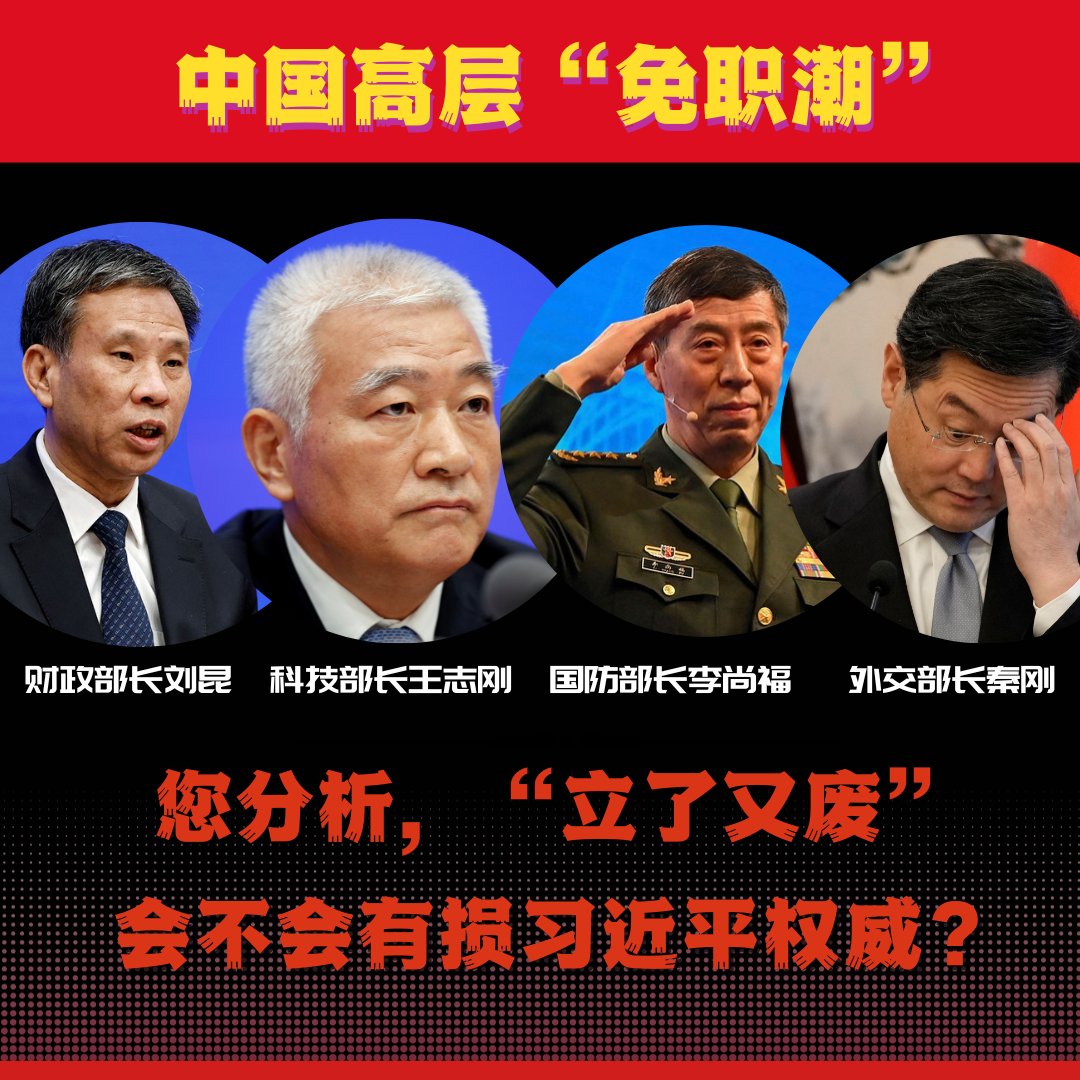 中国高层“免职潮”
财政部长刘昆 科技部长王志刚 国防部长李尚福 外交部长秦刚
您分析，“立了又废”
会不会有损习近平权威？